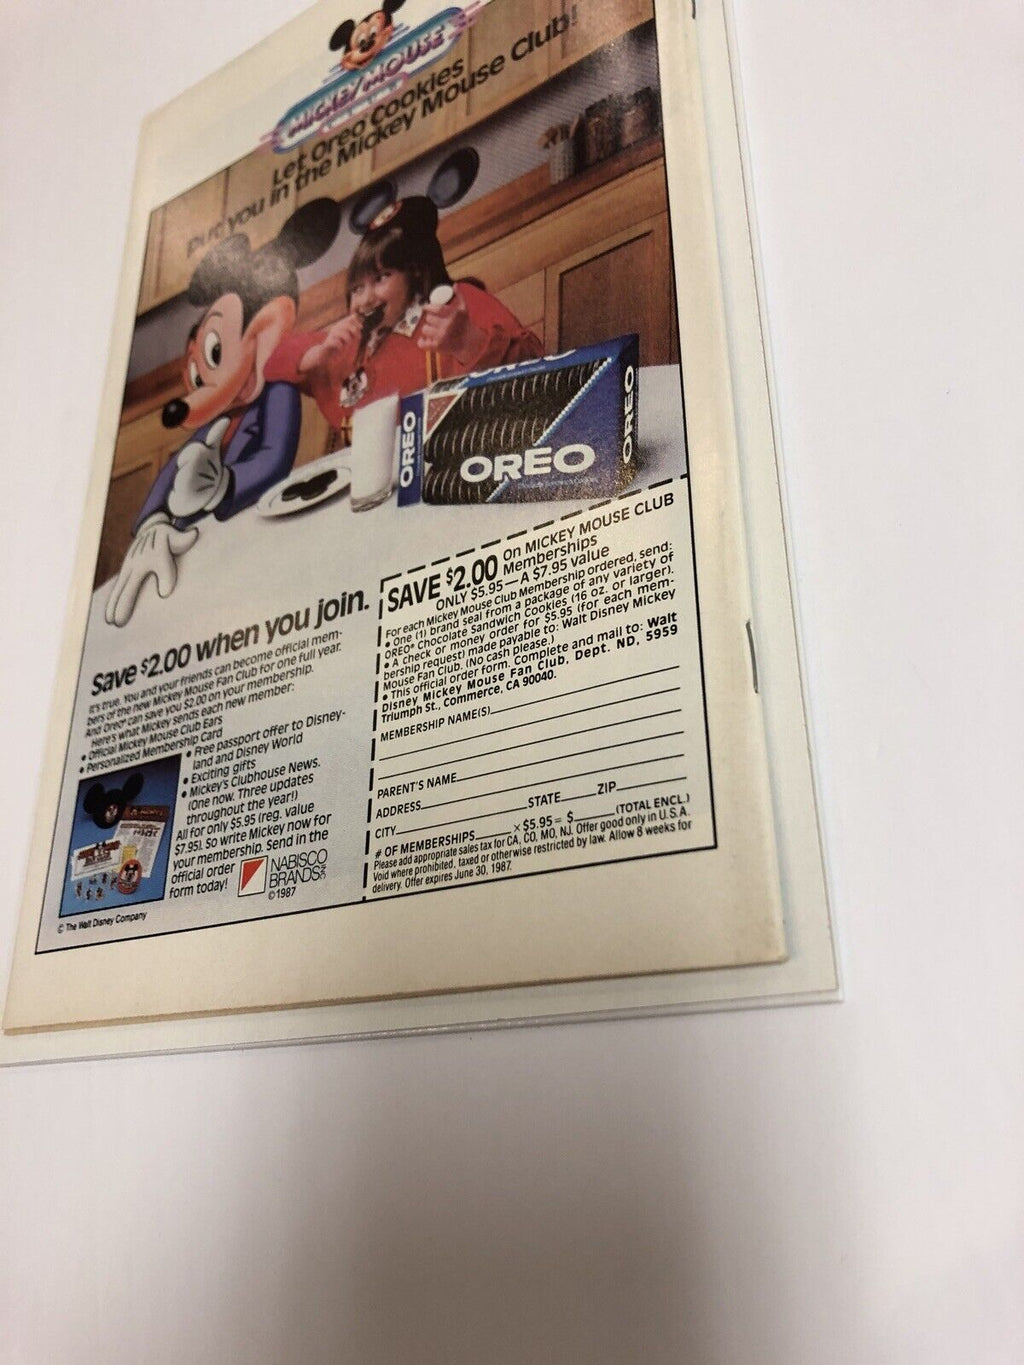 MICKEY MOUSE
Let Oreo Cookies
put you in the Mickey Mouse Club!
OREO
OREO
OREO
OREO
Save $2.00 when you join.
It's true. You and your friends can become official mem-
bers of the new Mickey Mouse Fan Club for one full year.
And Oreo® can save you $2.00 on your membership.
Here's what Mickey sends each new member:
• Official Mickey Mouse Club Ears
• Personalized Membership Card
• Free passport offer to Disney-
land and Disney World
• Exciting gifts
• Mickey's Clubhouse News.
(One now. Three updates
throughout the year!)
All for only $5.95 (reg. value
$7.95). So write Mickey now for
your membership. Send in the
official order
form today!
NABISCO
BRANDS
©1987
© The Walt Disney Company
SAVE $2.00 on MICKEY MOUSE CLUB
Memberships
ONLY $5.95—A $7.95 value
For each Mickey Mouse Club Membership ordered, send:
• One (1) brand seal from a package of any variety of
OREO® Chocolate Sandwich Cookies (16 oz. or larger).
• A check or money order for $5.95 (for each mem-
bership request) made payable to: Walt Disney Mickey
Mouse Fan Club. (No cash please.)
• This official order form. Complete and mail to: Walt
Disney Mickey Mouse Fan Club, Dept. ND, 5959
Triumph St., Commerce, CA 90040.
MEMBERSHIP NAME(S)
PARENT'S NAME
ADDRESS
CITY STATE ZIP
# OF MEMBERSHIPS x $5.95 = $ (TOTAL ENCL.)
Please add appropriate sales tax for CA, CO, MO, NJ. Offer good only in U.S.A.
Void where prohibited, taxed or otherwise restricted by law. Allow 8 weeks for
delivery. Offer expires June 30, 1987.